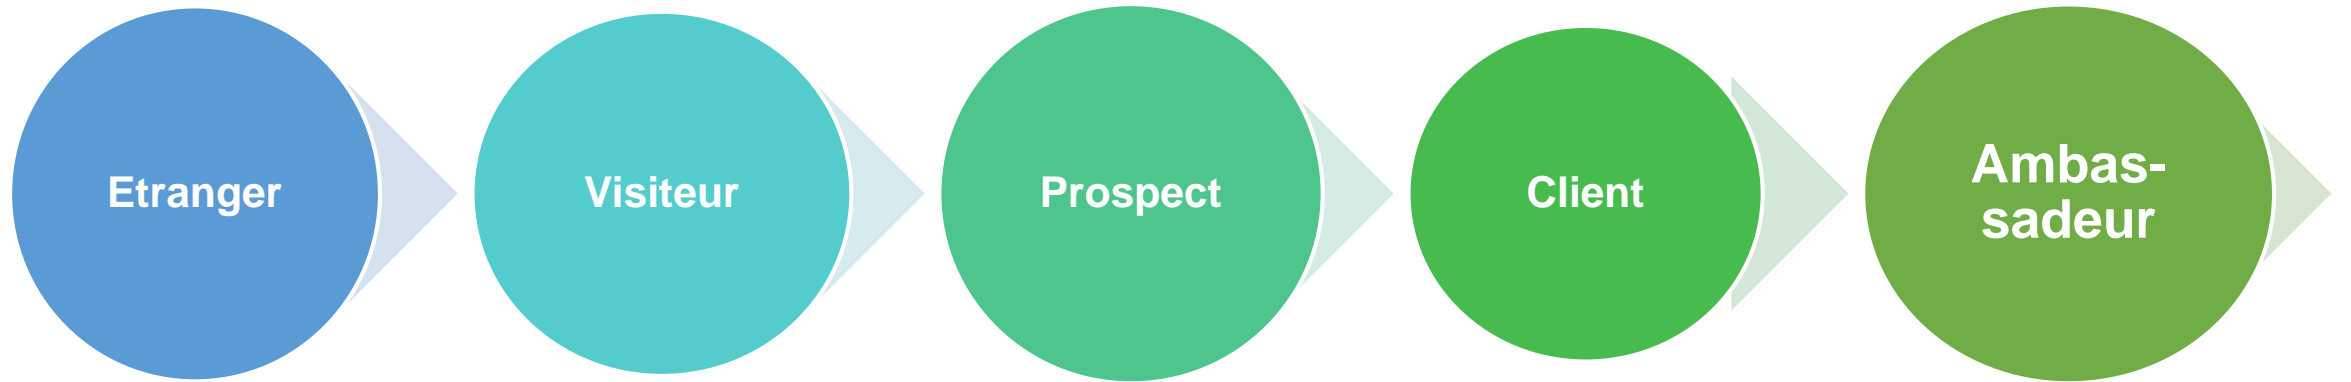 Etranger
Visiteur
Prospect
Client
Ambas-
sadeur